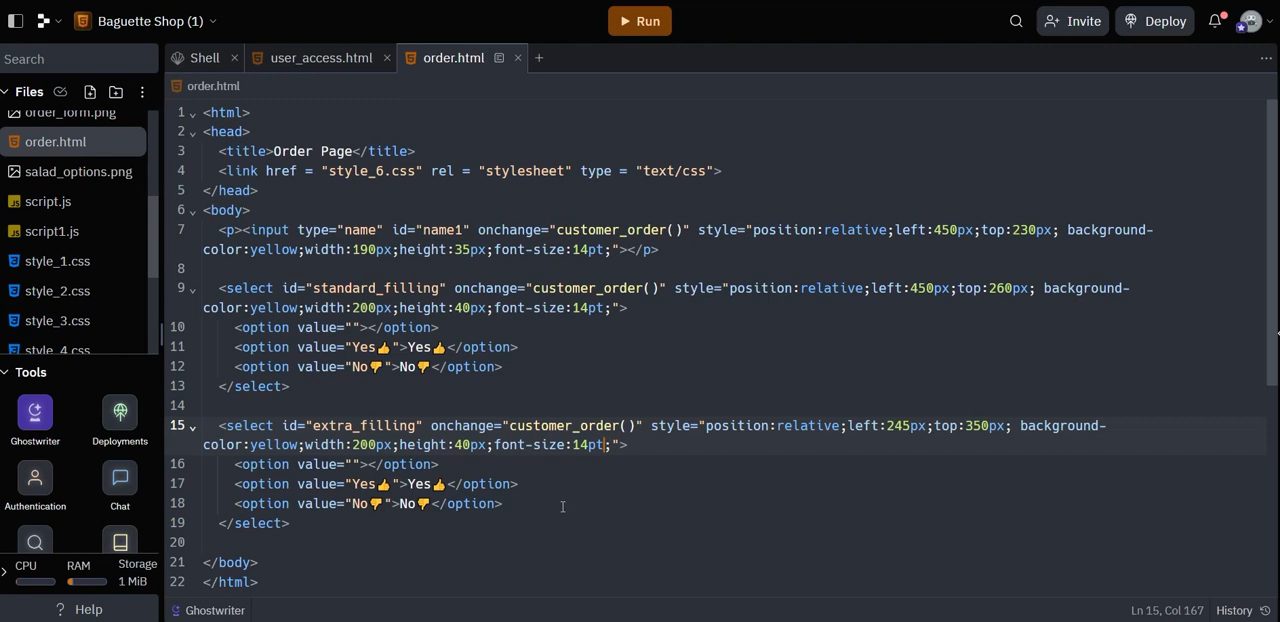 Baguette Shop (1)
Run
Invite
Deploy
Search
Shell
user_access.html
order.html
Files
order.html
order_form.png
order.html
salad_options.png
script.js
script1.js
style_1.css
style_2.css
style_3.css
style_4.css
Tools
Ghostwriter
Deployments
Authentication
Chat
CPU
RAM
Storage
1 MiB
Help
1 <html>
2 <head>
3 <title>Order Page</title>
4 <link href = "style_6.css" rel = "stylesheet" type = "text/css">
5 </head>
6 <body>
7 <p><input type="name" id="name1" onchange="customer_order()" style="position:relative;left:450px;top:230px; background-
color:yellow;width:190px;height:35px;font-size:14pt;"></p>
8
9 <select id="standard_filling" onchange="customer_order()" style="position:relative;left:450px;top:260px; background-
color:yellow;width:200px;height:40px;font-size:14pt;">
10 <option value=""></option>
11 <option value="Yes👍">Yes👍</option>
12 <option value="No👎">No👎</option>
13 </select>
14
15 <select id="extra_filling" onchange="customer_order()" style="position:relative;left:245px;top:350px; background-
color:yellow;width:200px;height:40px;font-size:14pt;">
16 <option value=""></option>
17 <option value="Yes👍">Yes👍</option>
18 <option value="No👎">No👎</option>
19 </select>
20
21 </body>
22 </html>
Ghostwriter
Ln 15, Col 167
History